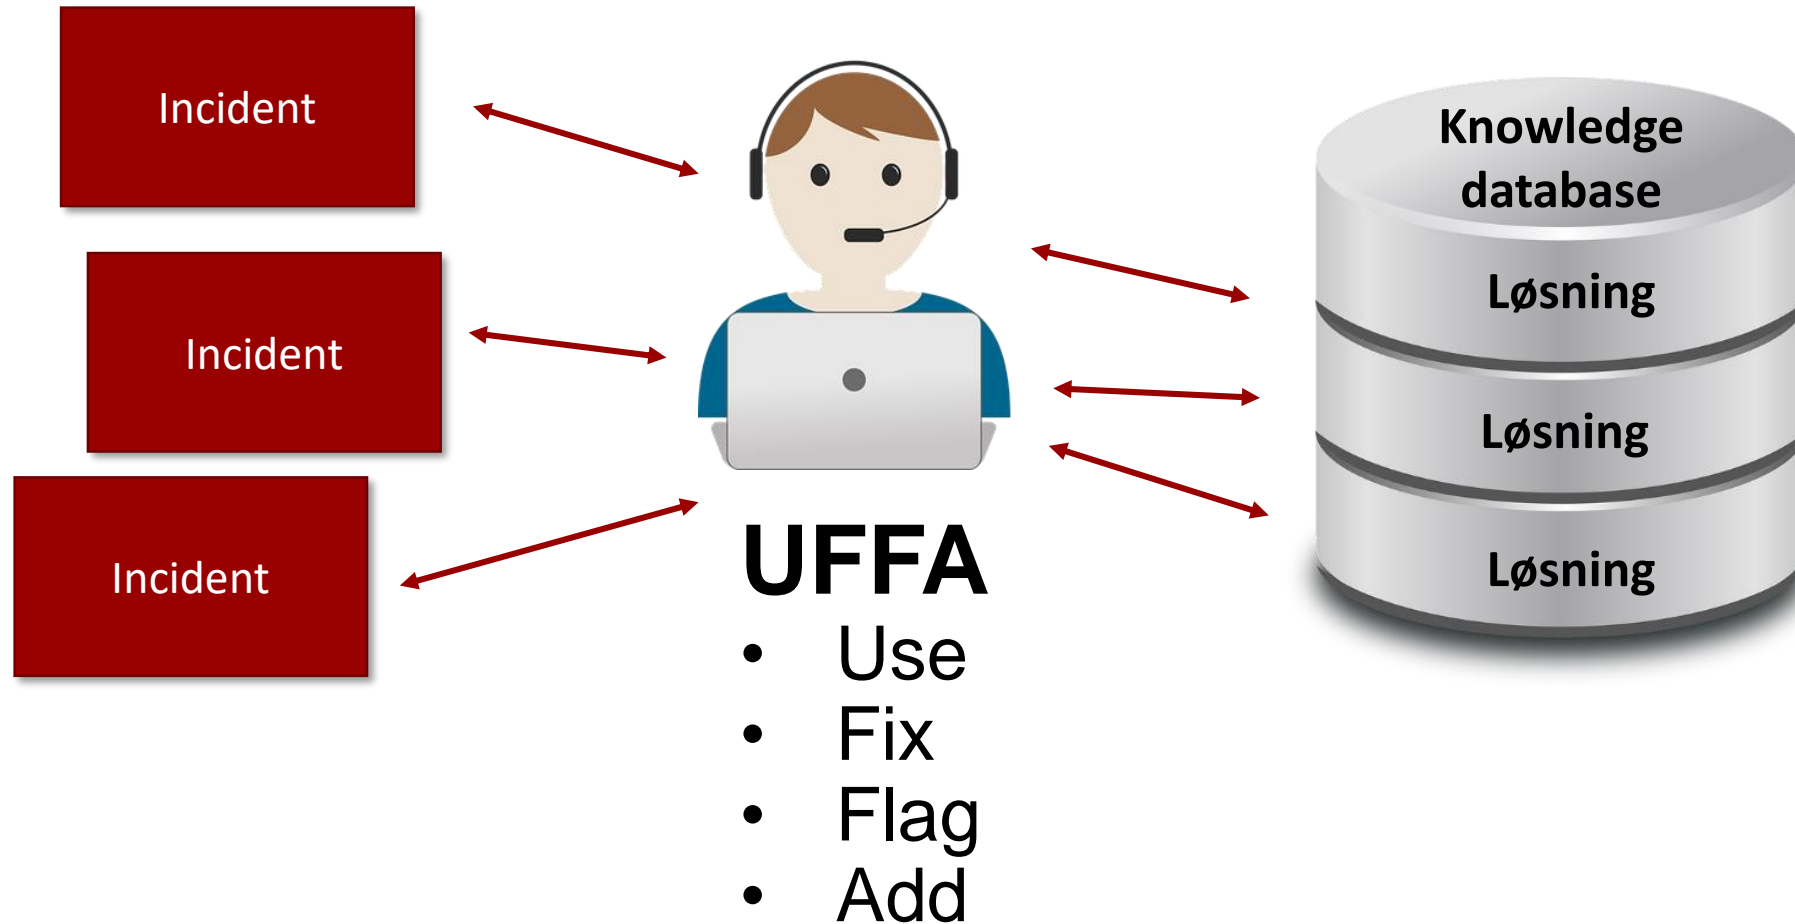 Incident
Incident
Incident
UFFA
• Use
• Fix
• Flag
• Add
Knowledge
database
Løsning
Løsning
Løsning